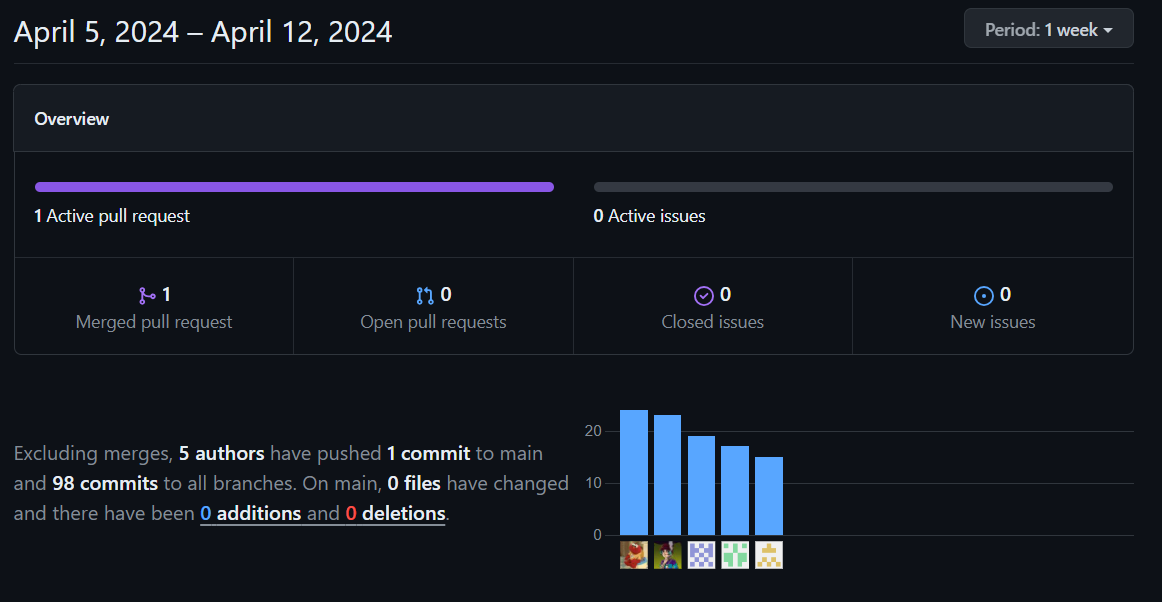 April 5, 2024 – April 12, 2024
Period: 1 week
Overview
1 Active pull request
0 Active issues
1
Merged pull request
0
Open pull requests
0
Closed issues
0
New issues
Excluding merges, 5 authors have pushed 1 commit to main
and 98 commits to all branches. On main, 0 files have changed
and there have been 0 additions and 0 deletions.
20
10
0